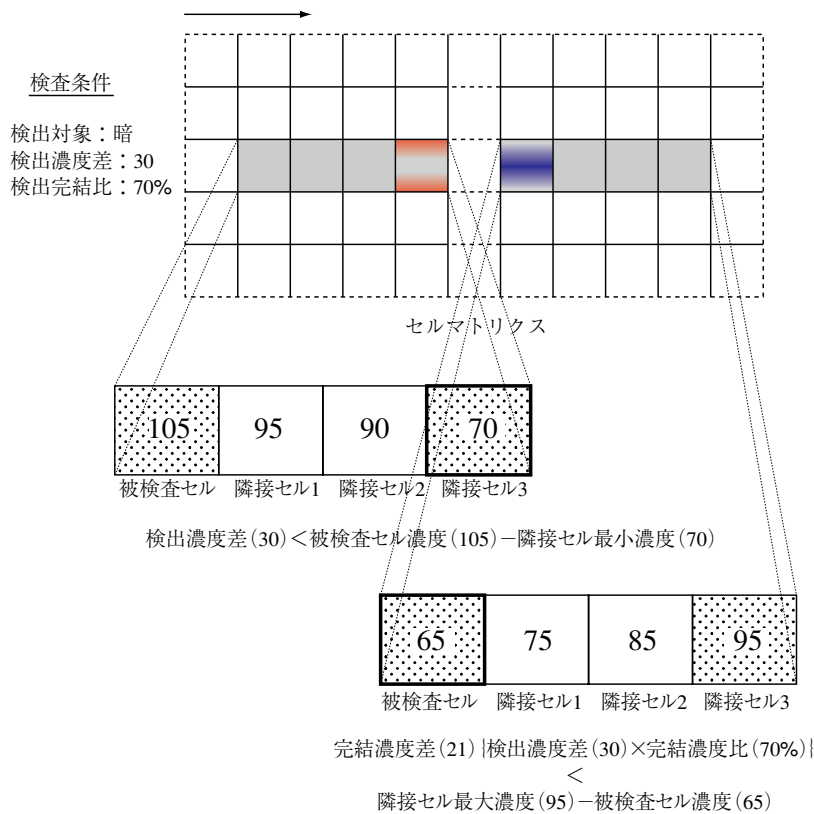 検査条件
検出対象：暗
検出濃度差：30
検出完結比：70%
セルマトリクス
105 95 90 70
被検査セル 隣接セル1 隣接セル2 隣接セル3
検出濃度差(30)＜被検査セル濃度(105)−隣接セル最小濃度(70)
65 75 85 95
被検査セル 隣接セル1 隣接セル2 隣接セル3
完結濃度差(21){検出濃度差(30)×完結濃度比(70%)}
＜
隣接セル最大濃度(95)−被検査セル濃度(65)